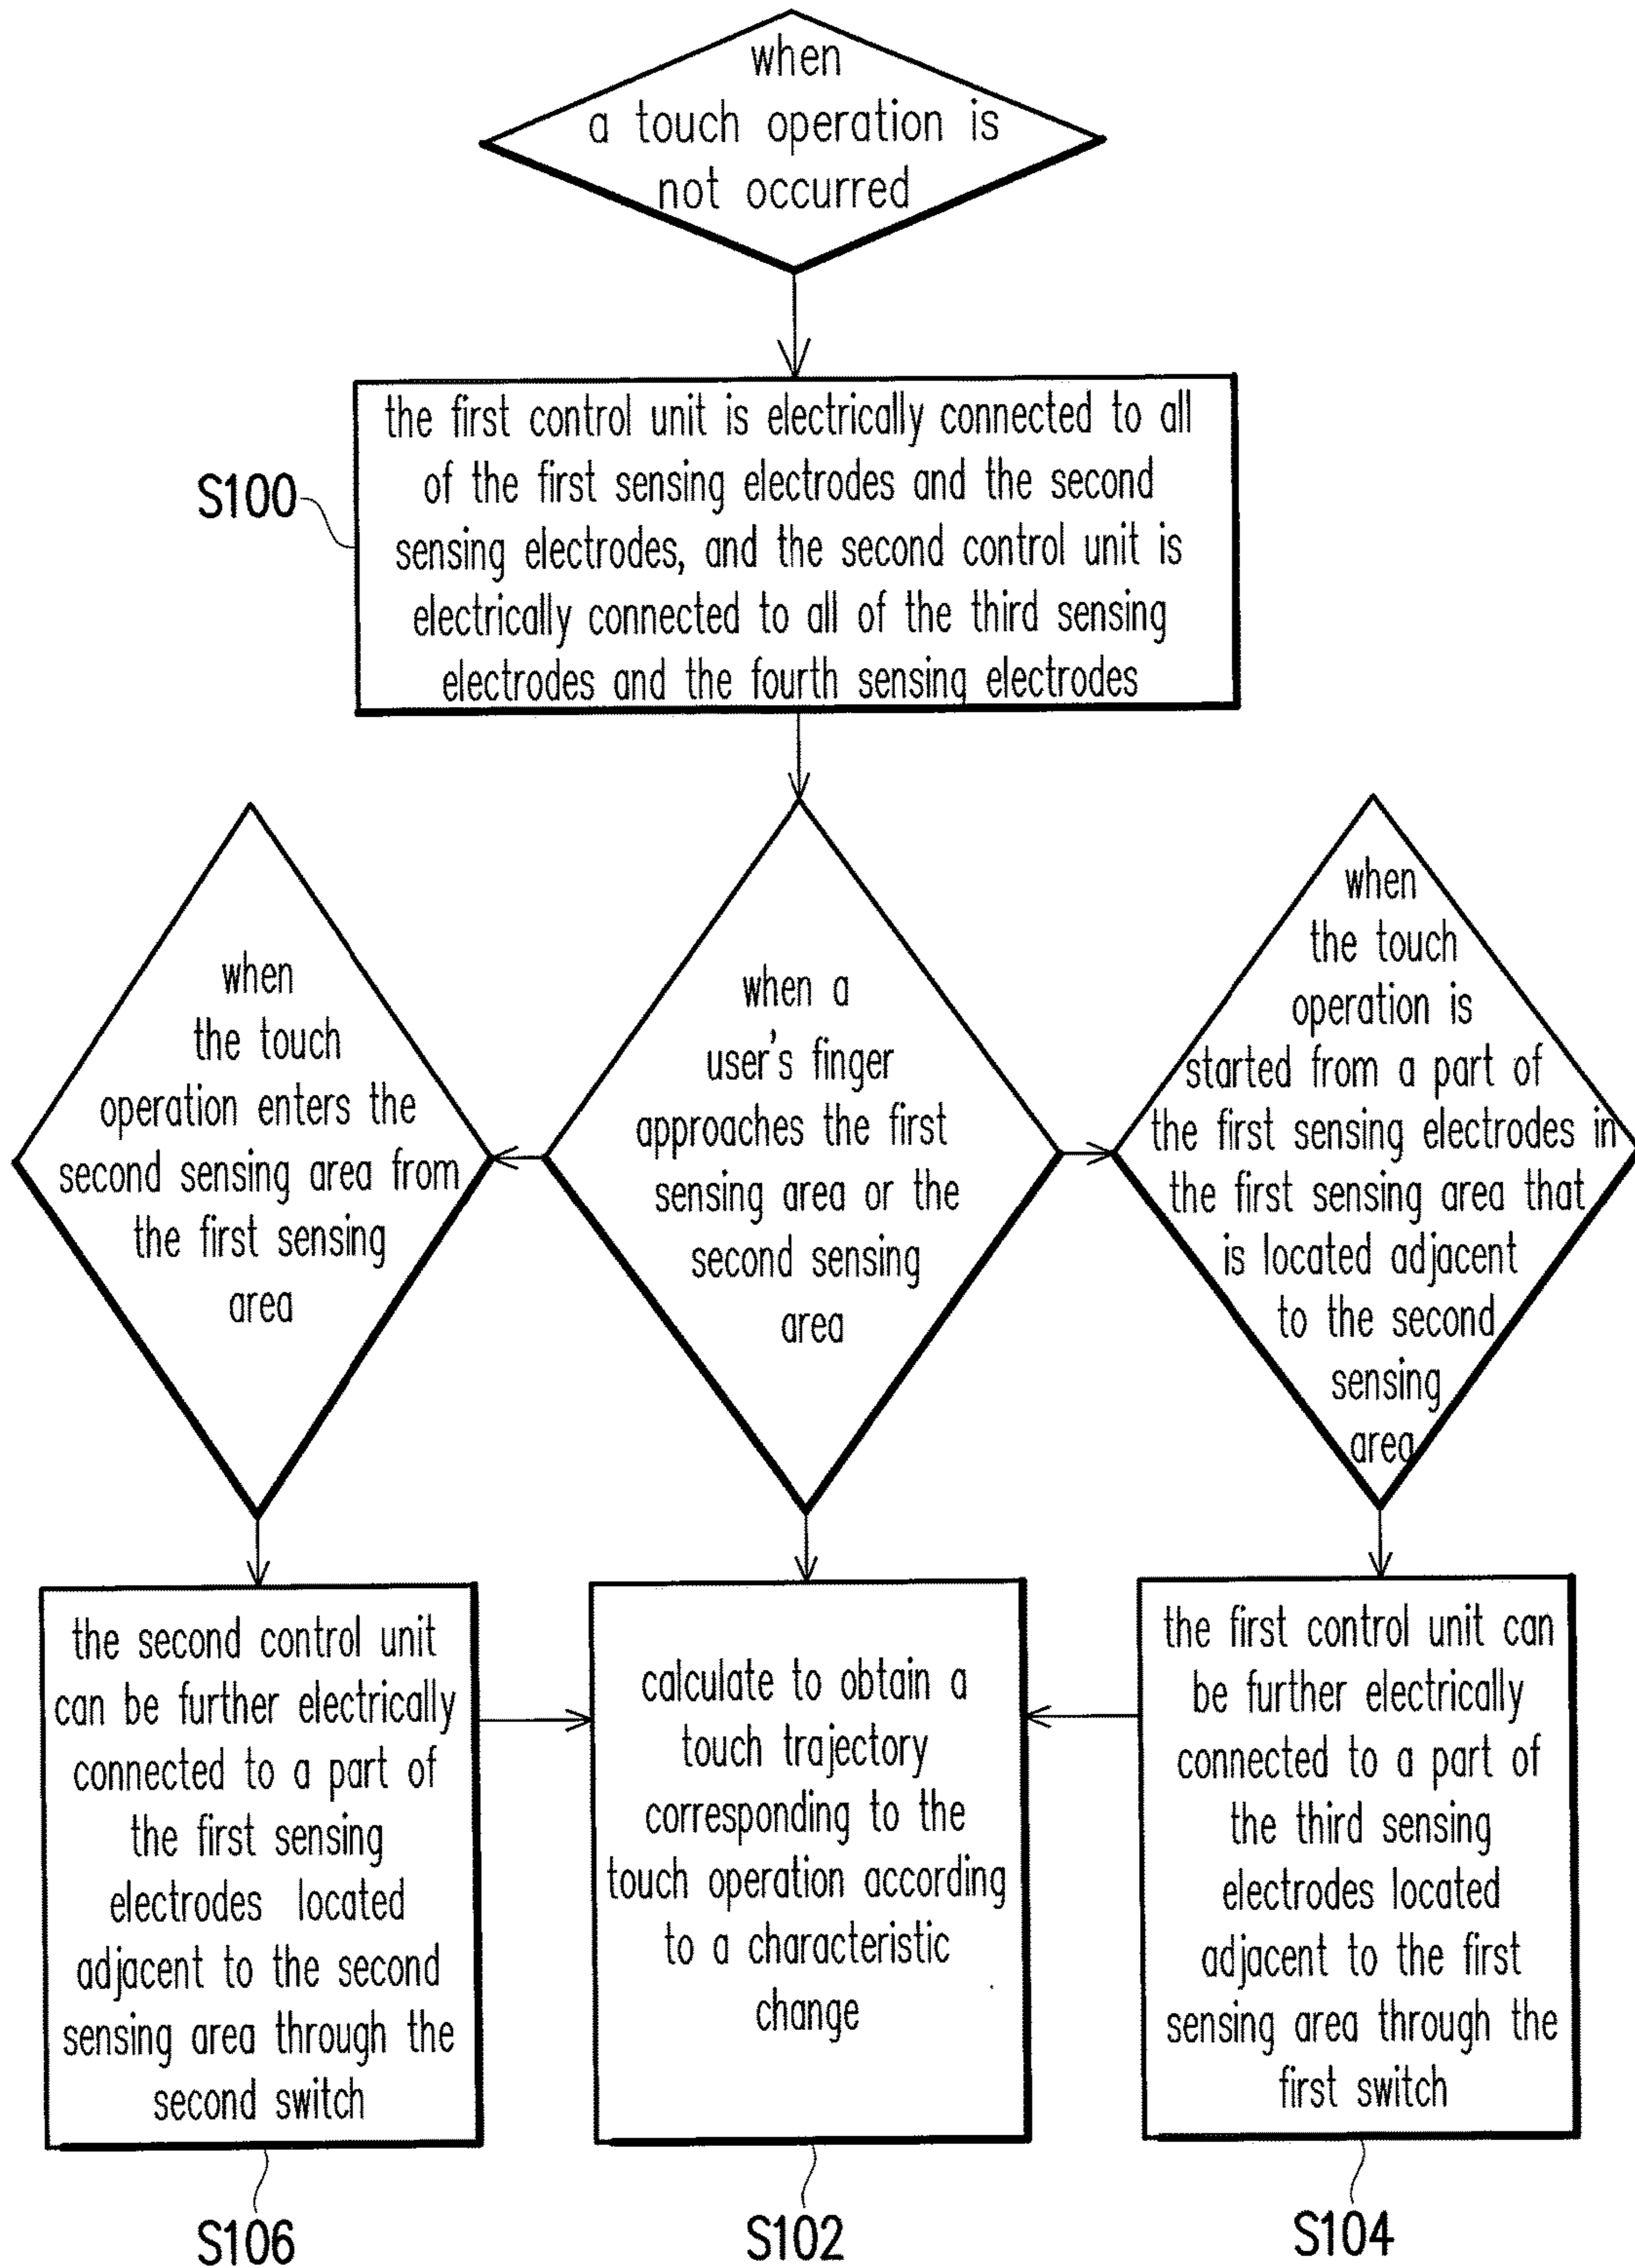 when
a touch operation is
not occurred
S100
the first control unit is electrically connected to all
of the first sensing electrodes and the second
sensing electrodes, and the second control unit is
electrically connected to all of the third sensing
electrodes and the fourth sensing electrodes
when
the touch
operation enters the
second sensing area from
the first sensing
area
when a
user's finger
approaches the first
sensing area or the
second sensing
area
when
the touch
operation is
started from a part of
the first sensing electrodes in
the first sensing area that
is located adjacent
to the second
sensing
area
the second control unit
can be further electrically
connected to a part of
the first sensing
electrodes located
adjacent to the second
sensing area through the
second switch
S106
calculate to obtain a
touch trajectory
corresponding to the
touch operation according
to a characteristic
change
S102
the first control unit can
be further electrically
connected to a part of
the third sensing
electrodes located
adjacent to the first
sensing area through the
first switch
S104